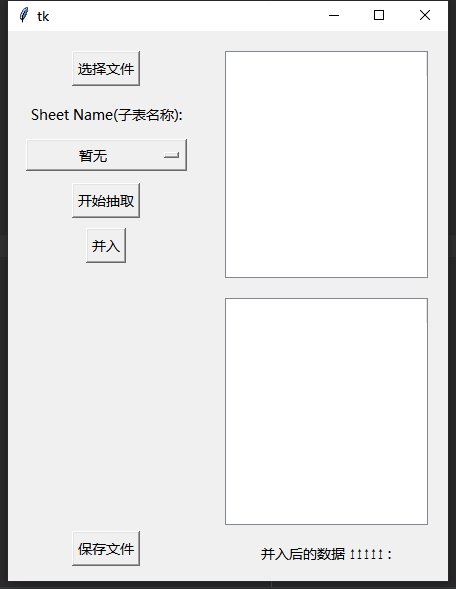 tk
选择文件
Sheet Name(子表名称):
暂无
开始抽取
并入
保存文件
并入后的数据 ↑↑↑↑↑ :